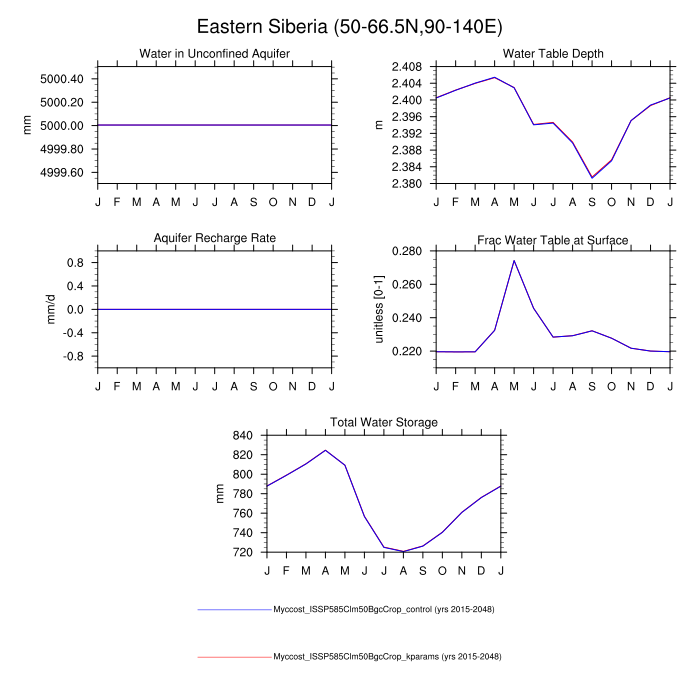 Eastern Siberia (50-66.5N,90-140E)
Water in Unconfined Aquifer
mm
5000.40
5000.20
5000.00
4999.80
4999.60
J F M A M J J A S O N D J
Water Table Depth
m
2.408
2.404
2.400
2.396
2.392
2.388
2.384
2.380
J F M A M J J A S O N D J
Aquifer Recharge Rate
mm/d
0.8
0.4
0.0
-0.4
-0.8
J F M A M J J A S O N D J
Frac Water Table at Surface
unitless [0-1]
0.280
0.260
0.240
0.220
J F M A M J J A S O N D J
Total Water Storage
mm
840
820
800
780
760
740
720
J F M A M J J A S O N D J
Myccost_ISSP585Clm50BgcCrop_control (yrs 2015-2048)
Myccost_ISSP585Clm50BgcCrop_kparams (yrs 2015-2048)